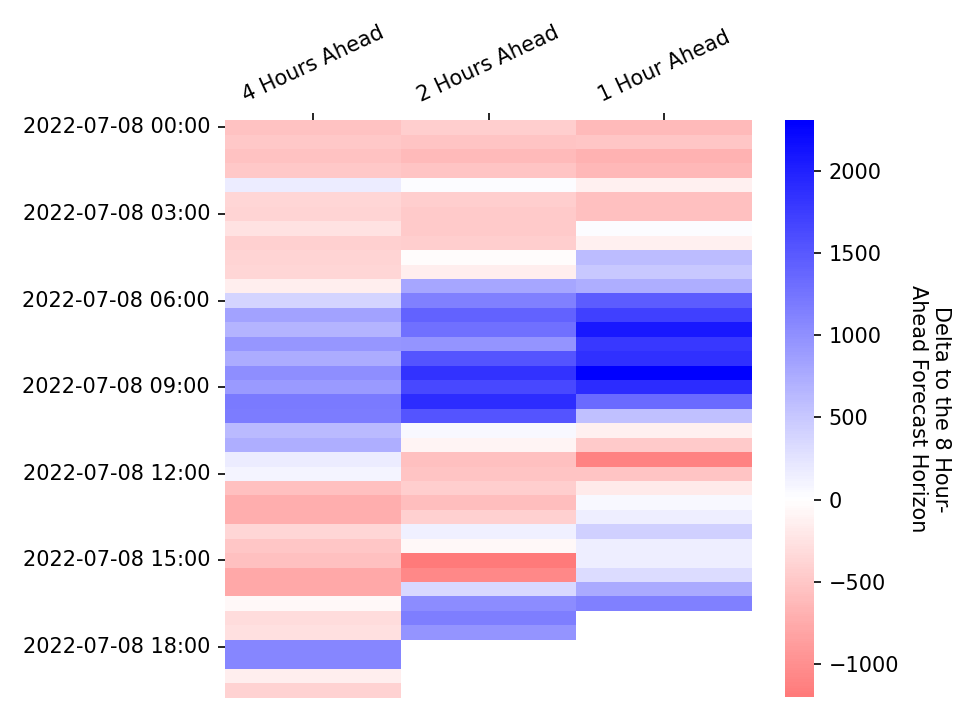 4 Hours Ahead
2 Hours Ahead
1 Hour Ahead
2022-07-08 00:00
2022-07-08 03:00
2022-07-08 06:00
2022-07-08 09:00
2022-07-08 12:00
2022-07-08 15:00
2022-07-08 18:00
2000
1500
1000
500
0
−500
−1000
Delta to the 8 Hour-
Ahead Forecast Horizon